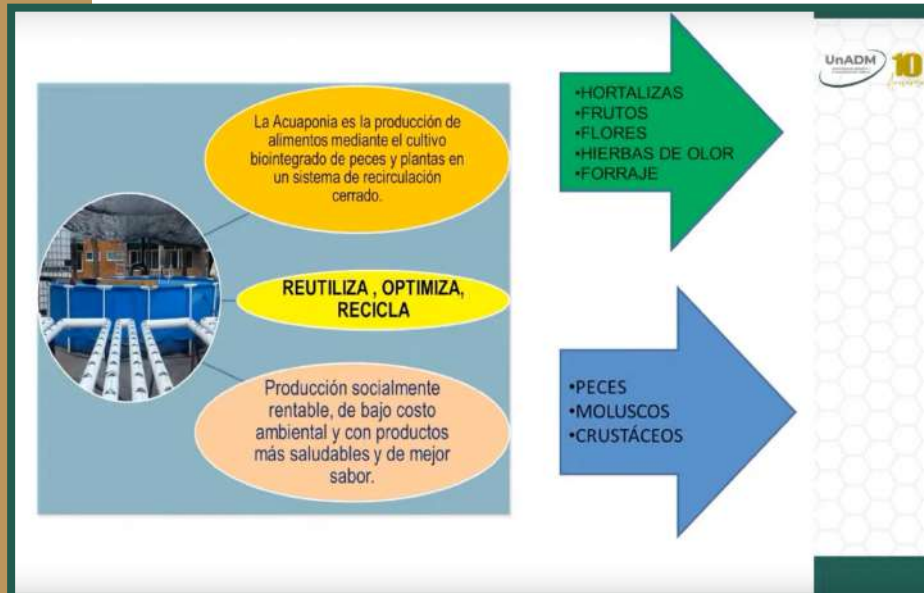 La Acuaponia es la producción de
alimentos mediante el cultivo
biointegrado de peces y plantas en
un sistema de recirculación
cerrado.
REUTILIZA , OPTIMIZA,
RECICLA
Producción socialmente
rentable, de bajo costo
ambiental y con productos
más saludables y de mejor
sabor.
•HORTALIZAS
•FRUTOS
•FLORES
•HIERBAS DE OLOR
•FORRAJE
•PECES
•MOLUSCOS
•CRUSTÁCEOS
UnADM
10